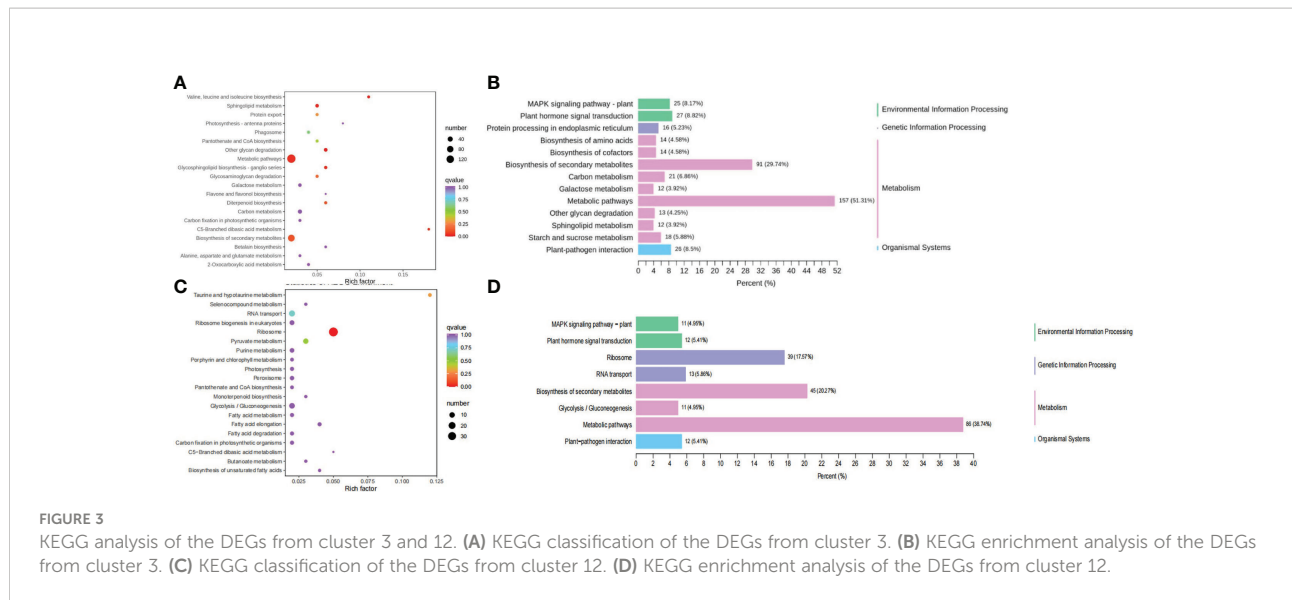 A
Valine, leucine and isoleucine biosynthesis
Sphingolipid metabolism
Protein export
Photosynthesis - antenna proteins
Phagosome
Pantothenate and CoA biosynthesis
Other glycan degradation
Metabolic pathways
Glycosphingolipid biosynthesis - ganglio series
Glycosaminoglycan degradation
Galactose metabolism
Flavone and flavonol biosynthesis
Diterpenoid biosynthesis
Carbon metabolism
Carbon fixation in photosynthetic organisms
C5-Branched dibasic acid metabolism
Biosynthesis of secondary metabolites
Betalain biosynthesis
Alanine, aspartate and glutamate metabolism
2-Oxocarboxylic acid metabolism
0.05 0.10 0.15
Rich factor
number
40
80
120
qvalue
1.00
0.75
0.50
0.25
0.00
B
MAPK signaling pathway - plant 25 (8.17%)
Plant hormone signal transduction 27 (8.82%)
Protein processing in endoplasmic reticulum 16 (5.23%)
Biosynthesis of amino acids 14 (4.58%)
Biosynthesis of cofactors 14 (4.58%)
Biosynthesis of secondary metabolites 91 (29.74%)
Carbon metabolism 21 (6.86%)
Galactose metabolism 12 (3.92%)
Metabolic pathways 157 (51.31%)
Other glycan degradation 13 (4.25%)
Sphingolipid metabolism 12 (3.92%)
Starch and sucrose metabolism 18 (5.88%)
Plant-pathogen interaction 26 (8.5%)
0 4 8 12 16 20 24 28 32 36 40 44 48 52
Percent (%)
Environmental Information Processing
Genetic Information Processing
Metabolism
Organismal Systems
C
Taurine and hypotaurine metabolism
Selenocompound metabolism
RNA transport
Ribosome biogenesis in eukaryotes
Ribosome
Pyruvate metabolism
Purine metabolism
Porphyrin and chlorophyll metabolism
Photosynthesis
Peroxisome
Pantothenate and CoA biosynthesis
Monoterpenoid biosynthesis
Glycolysis / Gluconeogenesis
Fatty acid metabolism
Fatty acid elongation
Fatty acid degradation
Carbon fixation in photosynthetic organisms
C5-Branched dibasic acid metabolism
Butanoate metabolism
Biosynthesis of unsaturated fatty acids
0.025 0.050 0.075 0.100 0.125
Rich factor
qvalue
1.00
0.75
0.50
0.25
0.00
number
10
20
30
D
MAPK signaling pathway - plant 11 (4.95%)
Plant hormone signal transduction 12 (5.41%)
Ribosome 39 (17.57%)
RNA transport 13 (5.86%)
Biosynthesis of secondary metabolites 45 (20.27%)
Glycolysis / Gluconeogenesis 11 (4.95%)
Metabolic pathways 86 (38.74%)
Plant-pathogen interaction 12 (5.41%)
0 2 4 6 8 10 12 14 16 18 20 22 24 26 28 30 32 34 36 38 40
Percent (%)
Environmental Information Processing
Genetic Information Processing
Metabolism
Organismal Systems
FIGURE 3
KEGG analysis of the DEGs from cluster 3 and 12. (A) KEGG classification of the DEGs from cluster 3. (B) KEGG enrichment analysis of the DEGs
from cluster 3. (C) KEGG classification of the DEGs from cluster 12. (D) KEGG enrichment analysis of the DEGs from cluster 12.